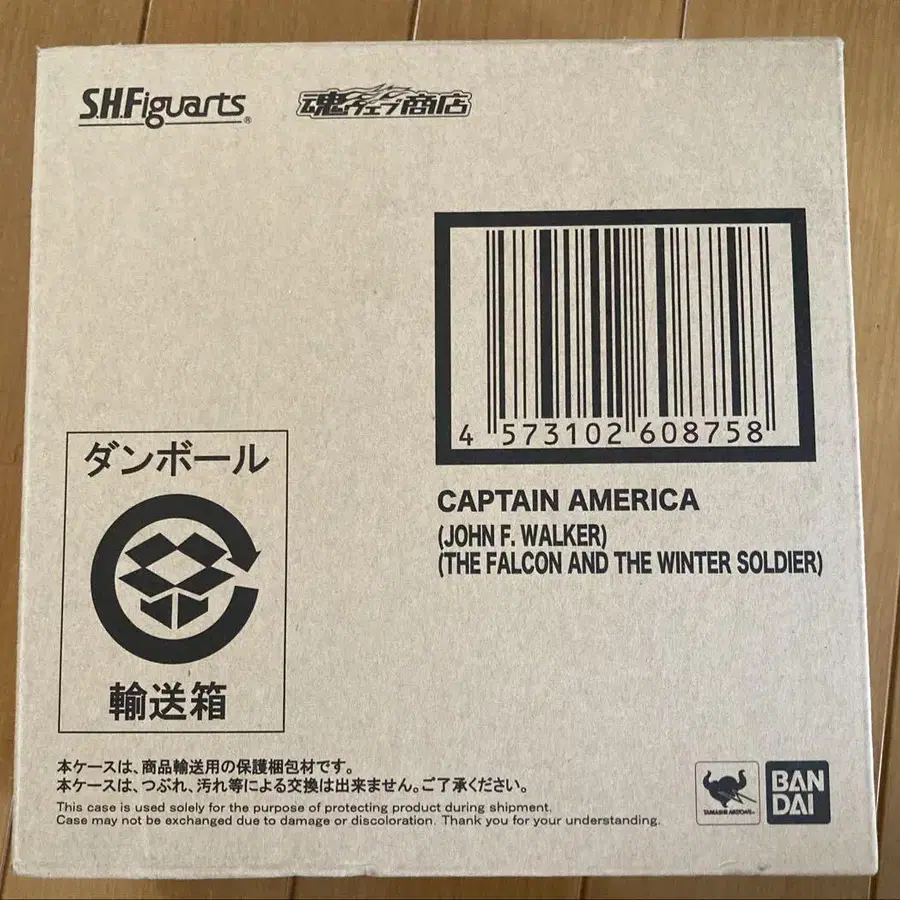 S.H.Figuarts®
魂ウェブ商店
4 573102 608758
CAPTAIN AMERICA
(JOHN F. WALKER)
(THE FALCON AND THE WINTER SOLDIER)
ダンボール
輸送箱
本ケースは、商品輸送用の保護梱包材です。
本ケースは、つぶれ、汚れ等による交換は出来ません。ご了承ください。
This case is used solely for the purpose of protecting product during shipment.
Case may not be exchanged due to damage or discoloration. Thank you for your understanding.
TAMASHII NATIONS
BAN
DAI